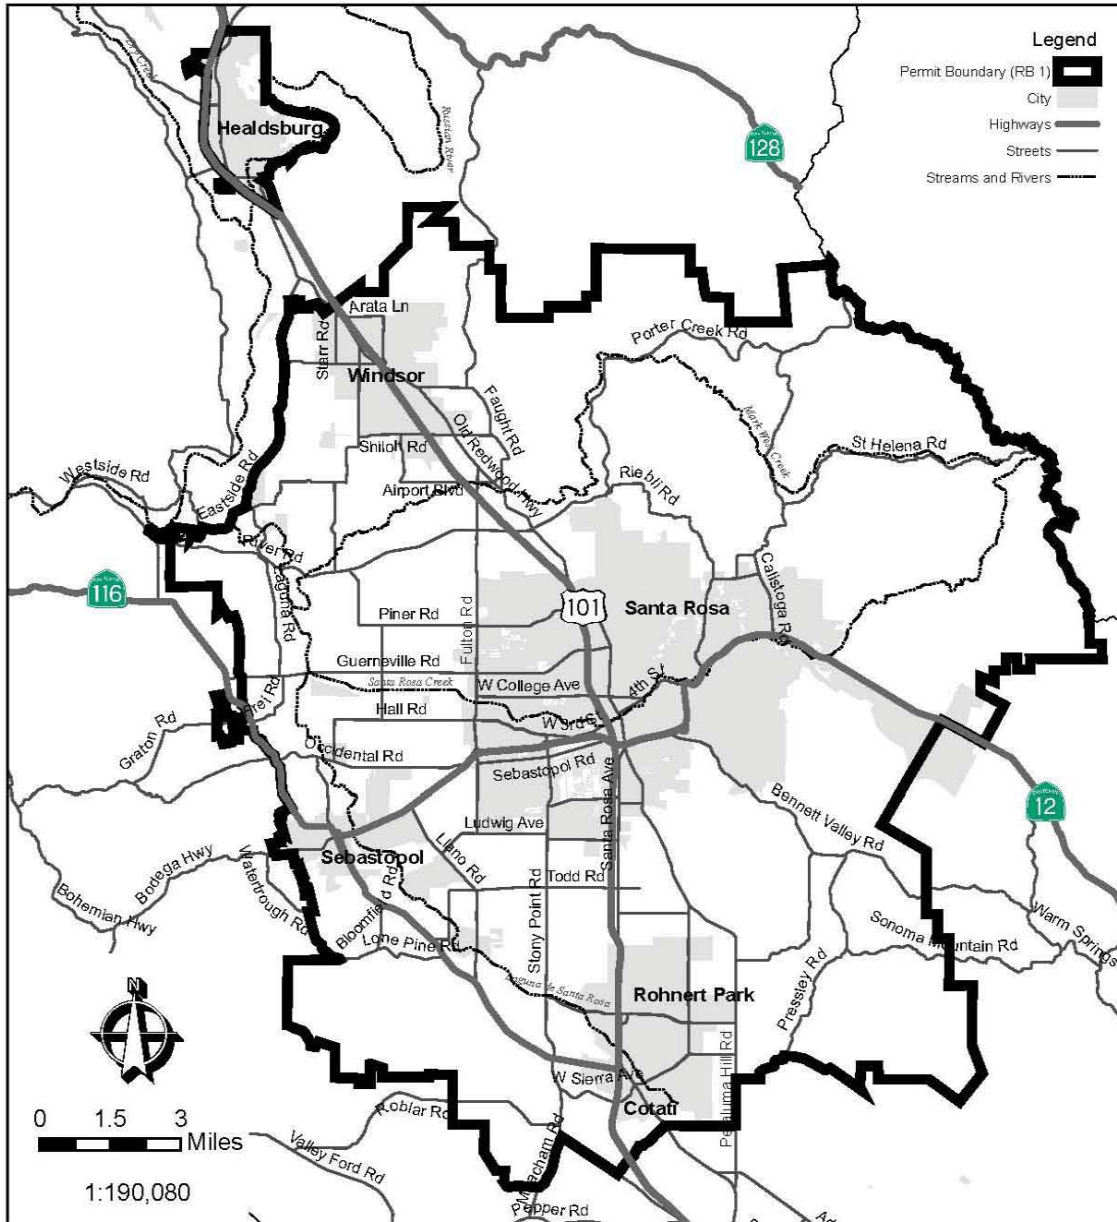 Legend
Permit Boundary (RB 1)
City
Highways
Streets
Streams and Rivers
Dry Creek
Healdsburg
Russian River
128
Arata Ln
Starr Rd
Windsor
Porter Creek Rd
Faught Rd
Old Redwood Hwy
Mark West Creek
Shiloh Rd
St Helena Rd
Westside Rd
Eastside Rd
Airport Blvd
Riebli Rd
River Rd
Laguna Rd
Calistoga Rd
116
101
Piner Rd
Fulton Rd
Santa Rosa
Guerneville Rd
Santa Rosa Creek
W College Ave
4th St
Frei Rd
Hall Rd
W 3rd St
Graton Rd
Occidental Rd
Sebastopol Rd
Santa Rosa Ave
12
Bennett Valley Rd
Ludwig Ave
Llano Rd
Sebastopol
Bodega Hwy
Watertrough Rd
Todd Rd
Bohemian Hwy
Bloomfield Rd
Lone Pine Rd
Stony Point Rd
Sonoma Mountain Rd
Warm Springs
Pressley Rd
Laguna de Santa Rosa
Rohnert Park
N
Petaluma Hill Rd
W Sierra Ave
Cotati
Roblar Rd
0 1.5 3
Miles
Valley Ford Rd
Meacham Rd
1:190,080
Pepper Rd